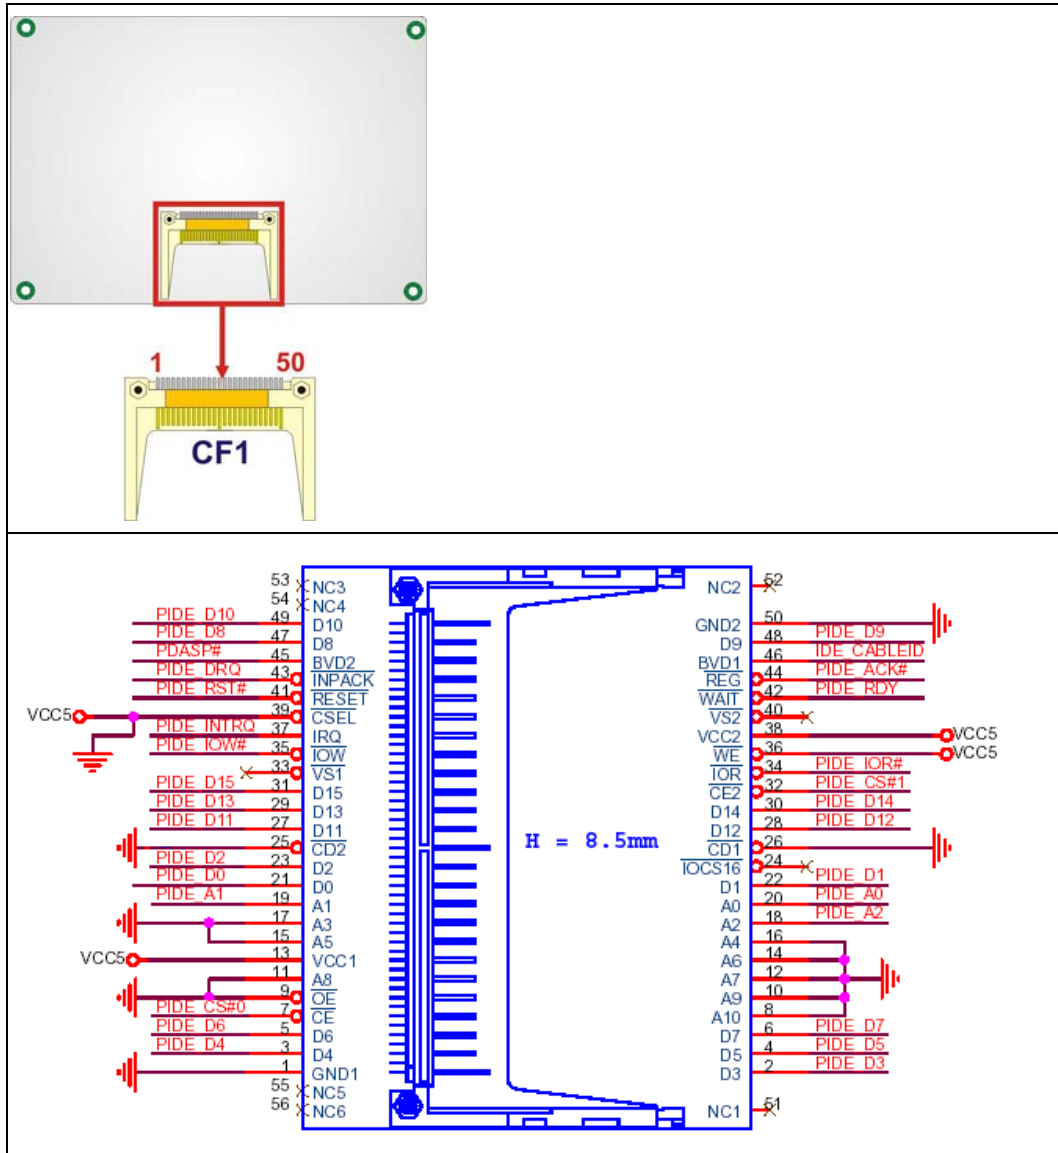 1 50
CF1
53 NC3 NC2 52
54 NC4
PIDE_D10 49 D10 GND2 50
PIDE_D8 47 D8 D9 48 PIDE_D9
PDASP# 45 BVD2 BVD1 46 IDE_CABLEID
PIDE_DRQ 43 INPACK REG 44 PIDE_ACK#
PIDE_RST# 41 RESET WAIT 42 PIDE_RDY
VCC5 39 CSEL VS2 40
PIDE_INTRQ 37 IRQ VCC2 38 VCC5
PIDE_IOW# 35 IOW WE 36 VCC5
33 VS1 IOR 34 PIDE_IOR#
PIDE_D15 31 D15 CE2 32 PIDE_CS#1
PIDE_D13 29 D13 D14 30 PIDE_D14
PIDE_D11 27 D11 D12 28 PIDE_D12
25 CD2 H = 8.5mm CD1 26
PIDE_D2 23 D2 IOCS16 24
PIDE_D0 21 D0 D1 22 PIDE_D1
PIDE_A1 19 A1 A0 20 PIDE_A0
17 A3 A2 18 PIDE_A2
15 A5 A4 16
VCC5 13 VCC1 A6 14
11 A8 A7 12
9 OE A9 10
PIDE_CS#0 7 CE A10 8
PIDE_D6 5 D6 D7 6 PIDE_D7
PIDE_D4 3 D4 D5 4 PIDE_D5
1 GND1 D3 2 PIDE_D3
55 NC5
56 NC6 NC1 51